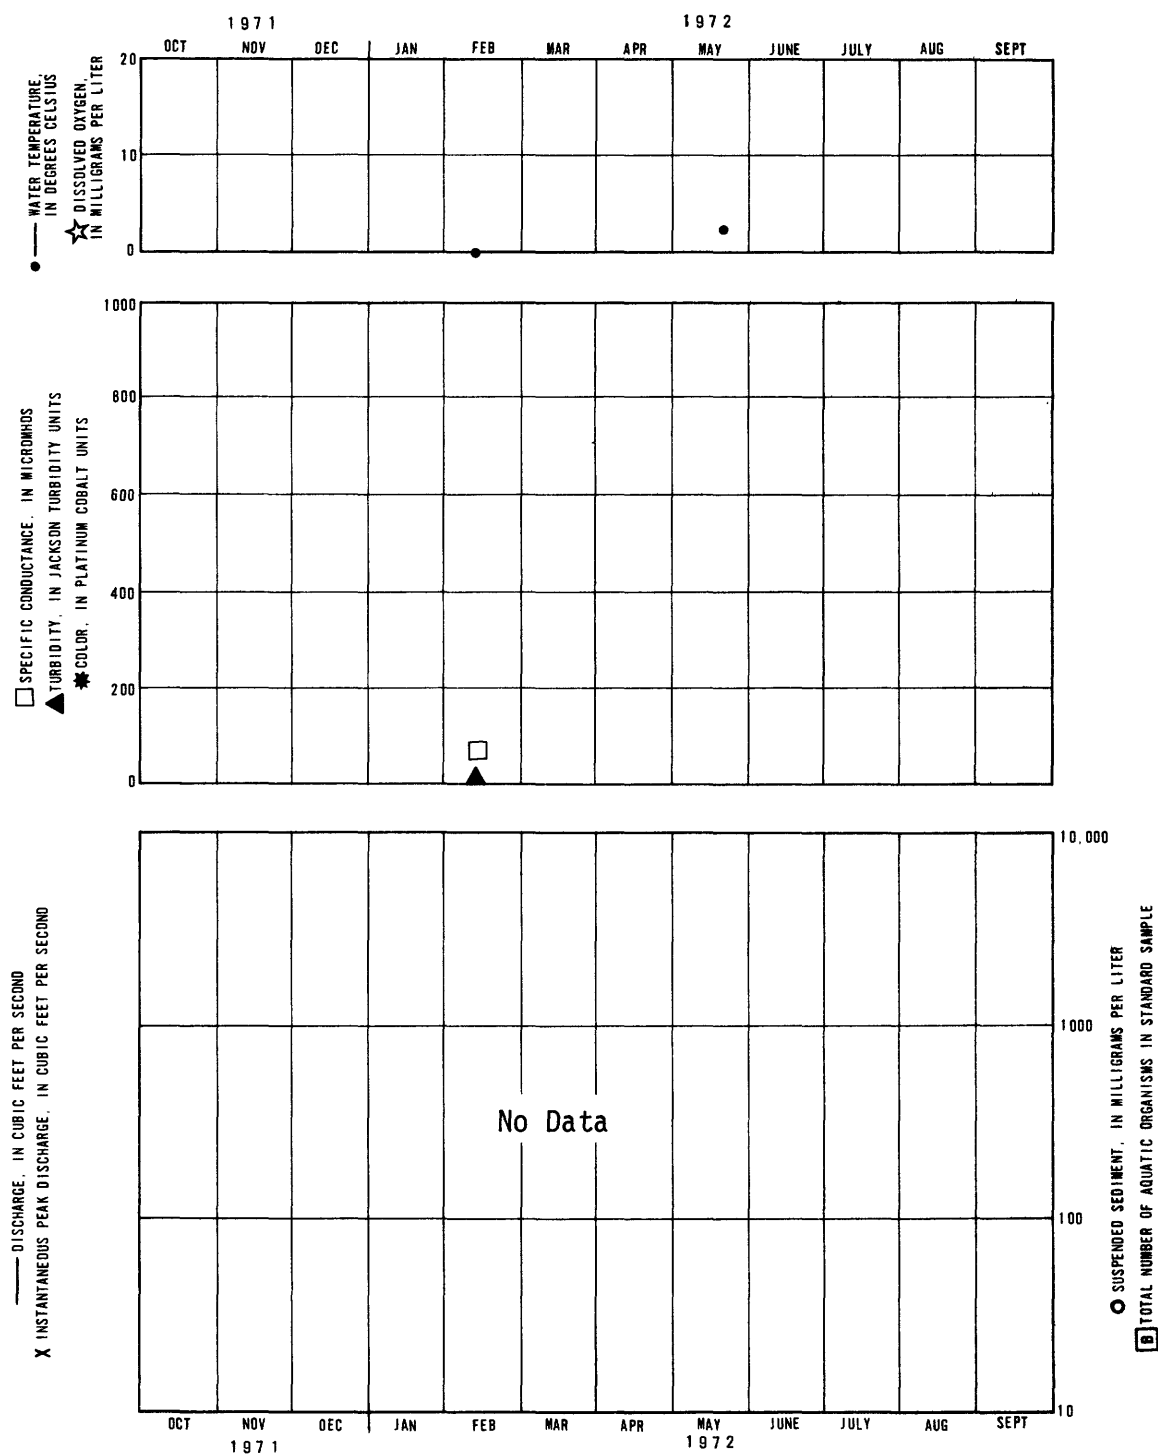 1971
1972
OCT NOV DEC JAN FEB MAR APR MAY JUNE JULY AUG SEPT
WATER TEMPERATURE,
IN DEGREES CELSIUS
DISSOLVED OXYGEN,
IN MILLIGRAMS PER LITER
20
10
0
SPECIFIC CONDUCTANCE, IN MICROMHOS
TURBIDITY, IN JACKSON TURBIDITY UNITS
COLOR, IN PLATINUM COBALT UNITS
1000
800
600
400
200
0
DISCHARGE, IN CUBIC FEET PER SECOND
X INSTANTANEOUS PEAK DISCHARGE, IN CUBIC FEET PER SECOND
No Data
10,000
1000
100
10
SUSPENDED SEDIMENT, IN MILLIGRAMS PER LITER
B TOTAL NUMBER OF AQUATIC ORGANISMS IN STANDARD SAMPLE
OCT NOV DEC JAN FEB MAR APR MAY JUNE JULY AUG SEPT
1971
1972